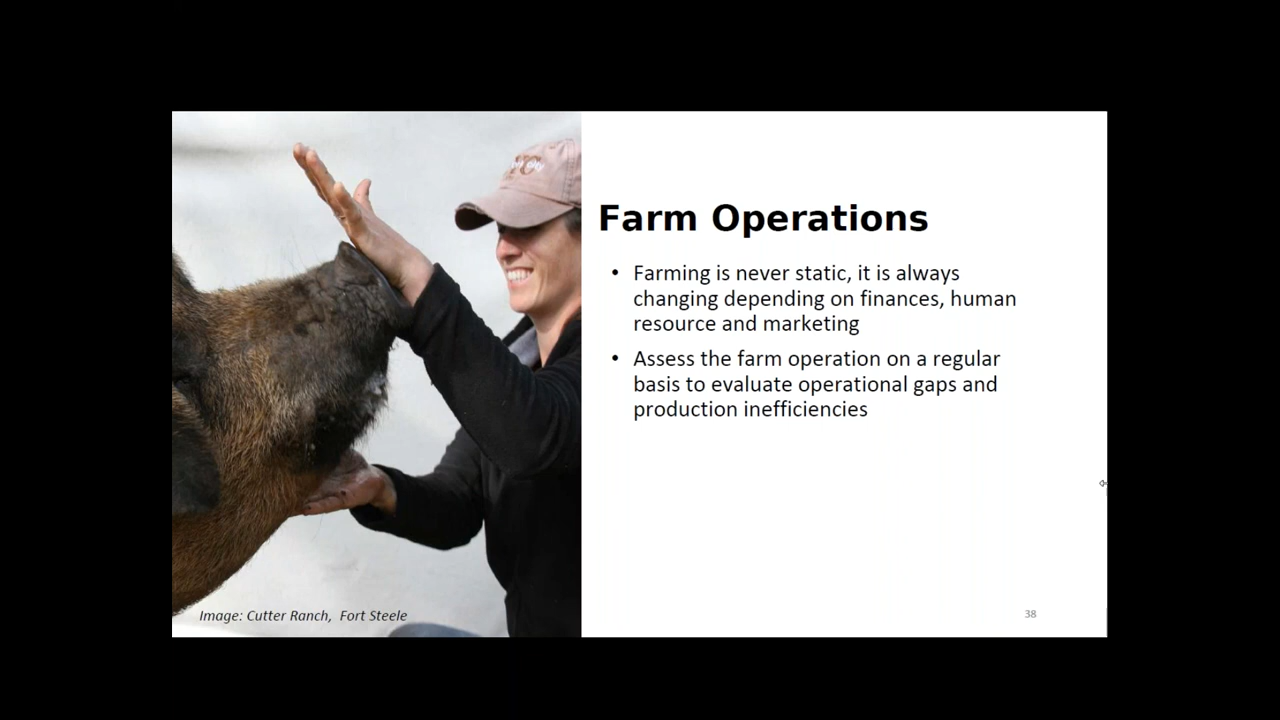 Farm Operations
• Farming is never static, it is always
changing depending on finances, human
resource and marketing
• Assess the farm operation on a regular
basis to evaluate operational gaps and
production inefficiencies
Image: Cutter Ranch, Fort Steele
38